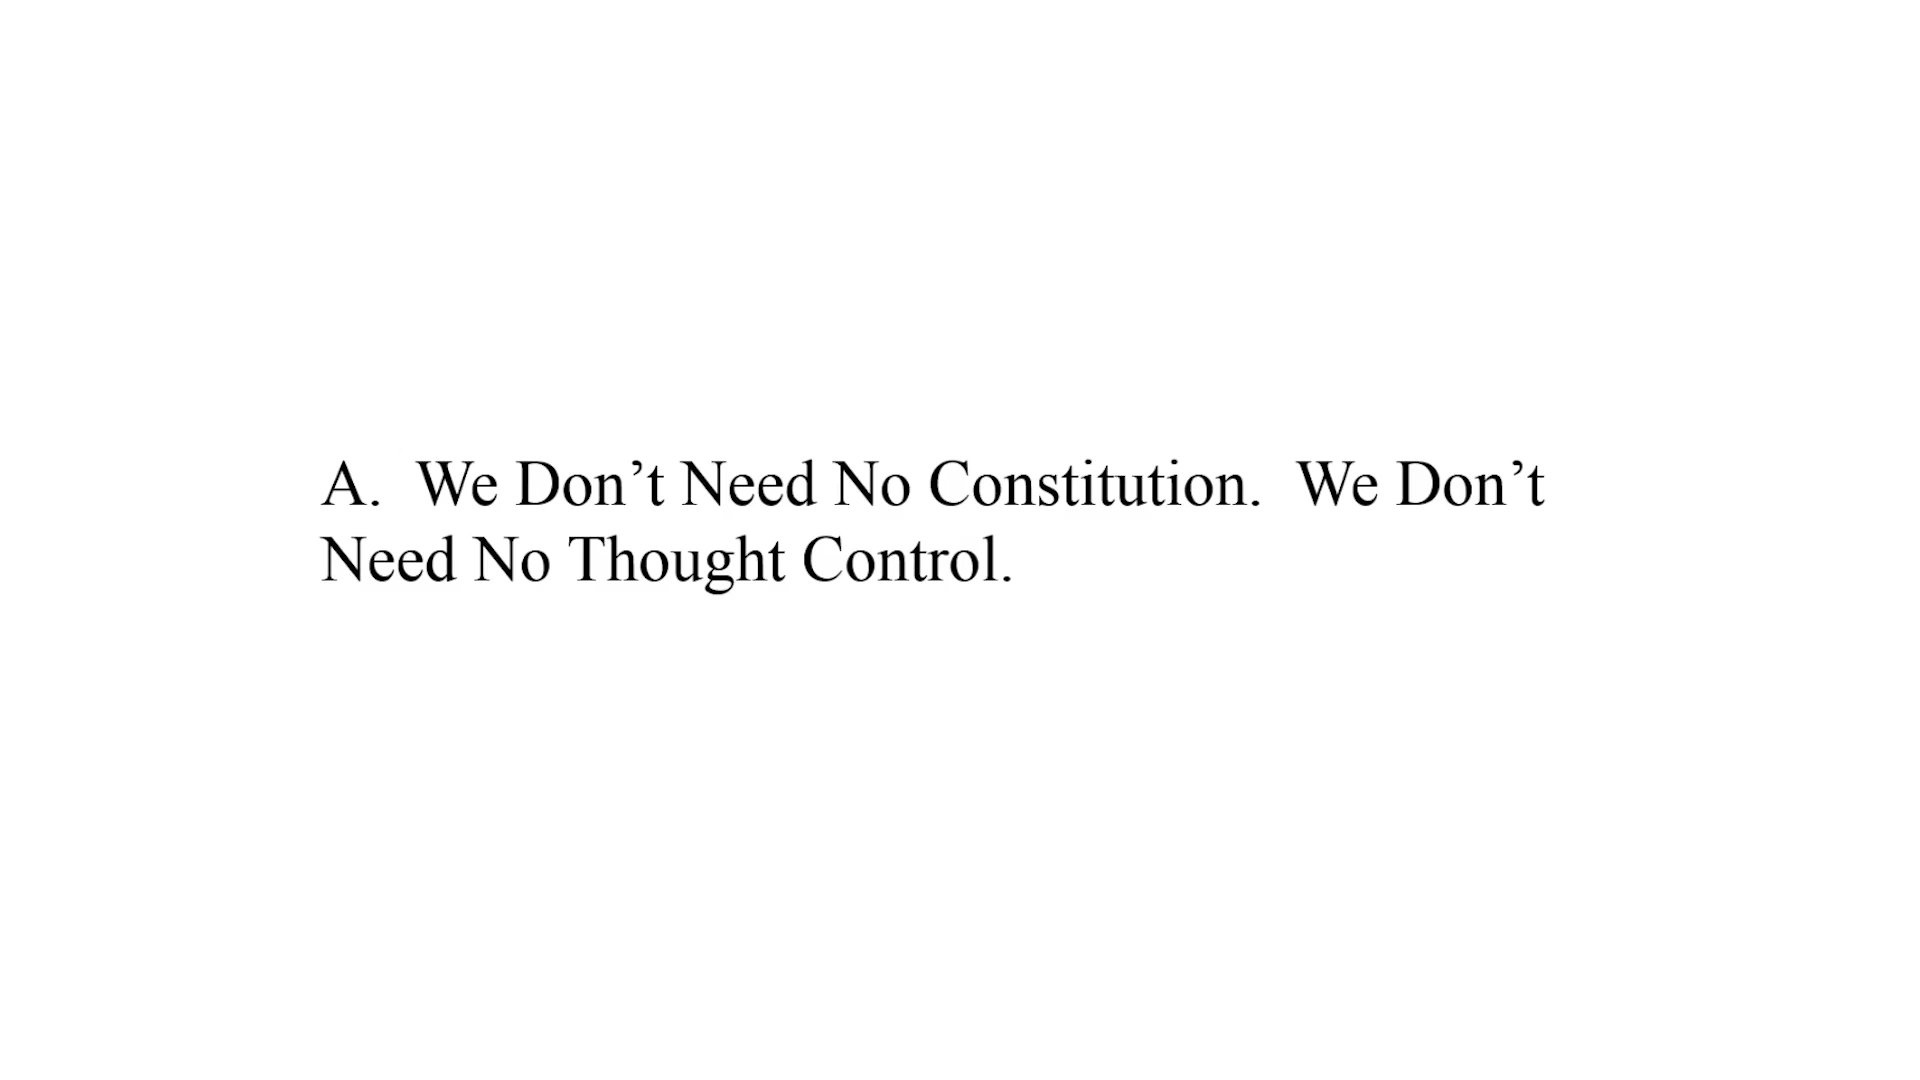 A.  We Don’t Need No Constitution.  We Don’t
Need No Thought Control.